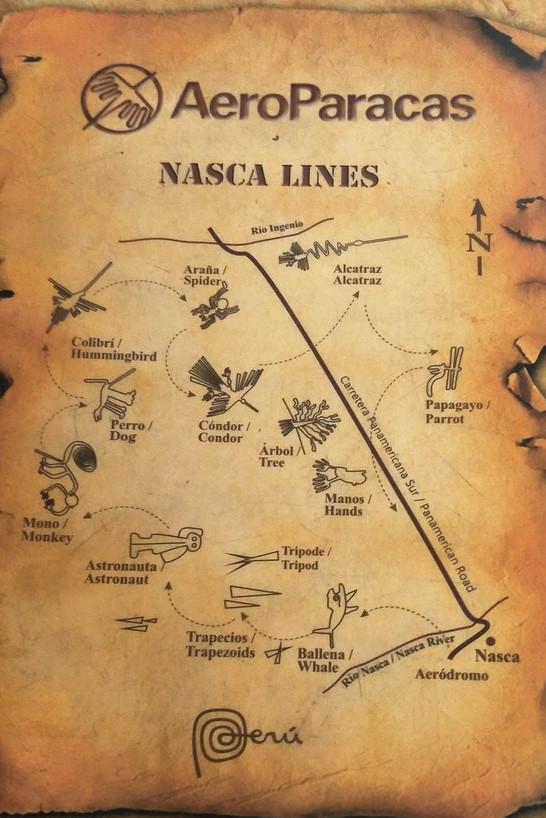 AeroParacas
NASCA LINES
Río Ingenio
N
Araña /
Spider
Alcatraz
Alcatraz
Colibrí /
Hummingbird
Perro /
Dog
Cóndor /
Condor
Papagayo /
Parrot
Carretera Panamericana Sur / Panamerican Road
Árbol /
Tree
Manos /
Hands
Mono /
Monkey
Astronauta /
Astronaut
Tripode /
Tripod
Trapecios /
Trapezoids
Ballena /
Whale
Río Nasca / Nasca River
Nasca
Aeródromo
Perú